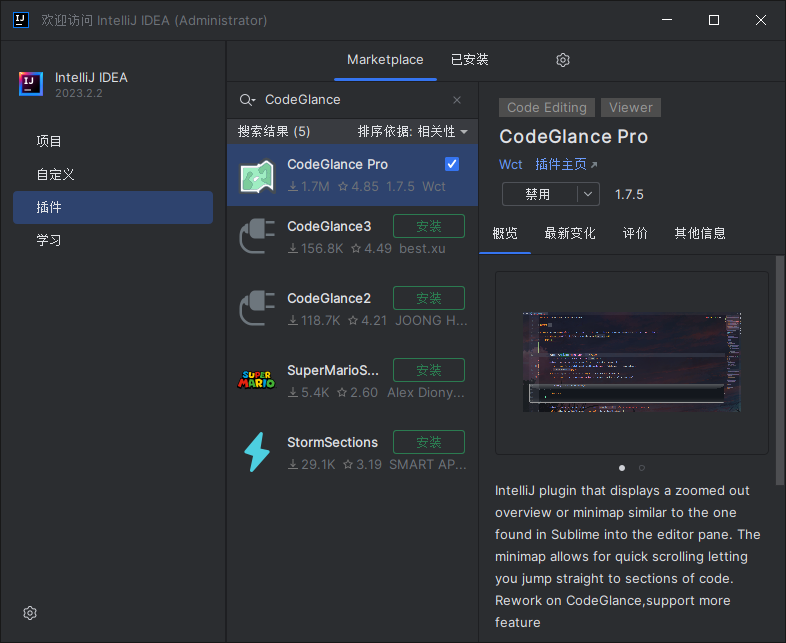 欢迎访问 IntelliJ IDEA (Administrator)
IntelliJ IDEA
2023.2.2
项目
自定义
插件
学习
Marketplace
已安装
CodeGlance
搜索结果 (5)
排序依据: 相关性
CodeGlance Pro
1.7M 4.85 1.7.5 Wct
CodeGlance3
安装
156.8K 4.49 best.xu
CodeGlance2
安装
118.7K 4.21 JOONG H...
SUPER
MARIO
SuperMarioS...
安装
5.4K 2.60 Alex Diony...
StormSections
安装
29.1K 3.19 SMART AP...
Code Editing
Viewer
CodeGlance Pro
Wct 插件主页
禁用
1.7.5
概览
最新变化
评价
其他信息
IntelliJ plugin that displays a zoomed out
overview or minimap similar to the one
found in Sublime into the editor pane. The
minimap allows for quick scrolling letting
you jump straight to sections of code.
Rework on CodeGlance,support more
feature